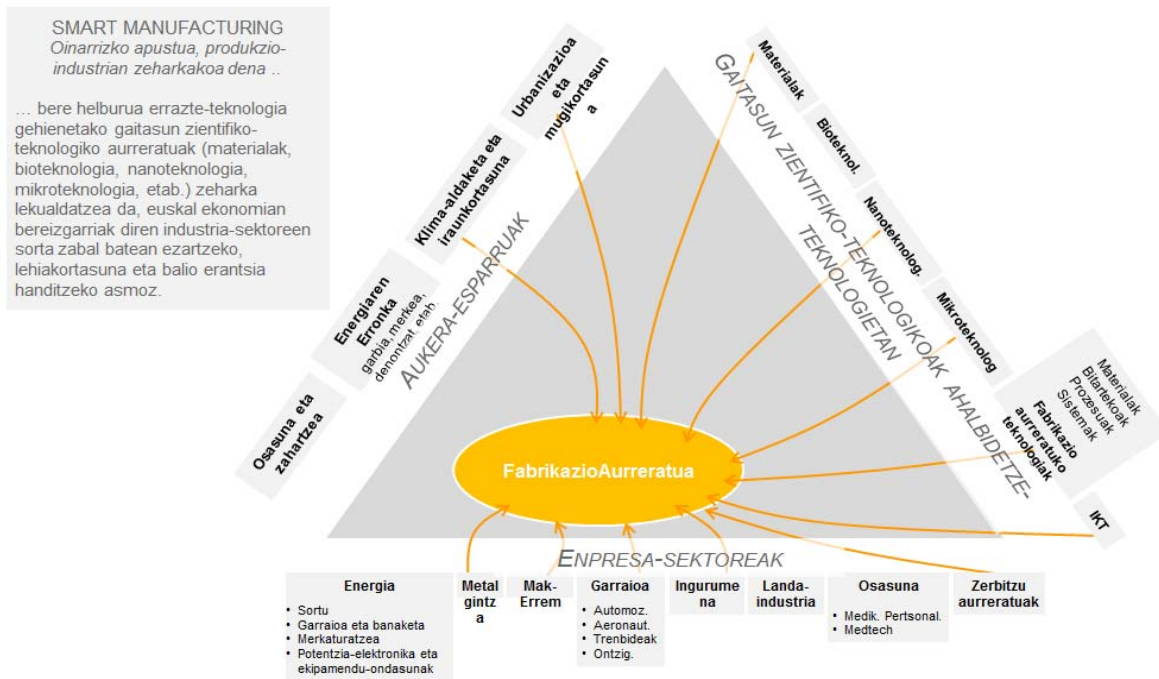 SMART MANUFACTURING
Oinarrizko apustua, produkzio-
industrian zeharkakoa dena ..
… bere helburua errazte-teknologia
gehienetako gaitasun zientifiko-
teknologiko aurreratuak (materialak,
bioteknologia, nanoteknologia,
mikroteknologia, etab.) zeharka
lekualdatzea da, euskal ekonomian
bereizgarriak diren industria-sektoreen
sorta zabal batean ezartzeko,
lehiakortasuna eta balio erantsia
handitzeko asmoz.
Urbanizazioa
eta
mugikortasun
a
Klima-aldaketa eta
iraunkortasuna
Energiaren
Erronka
garbia, merkea,
denontzat, etab.
Osasuna eta
zahartzea
AUKERA-ESPARRUAK
GAITASUN ZIENTIFIKO-TEKNOLOGIKOAK AHALBIDETZE-
TEKNOLOGIETAN
Materialak
Bioteknol.
Nanoteknolog.
Mikroteknolog
Materialak
Bitartekoak
Prozesuak
Sistemak
Fabrikazio
aurreratuko
teknologiak
IKT
FabrikazioAurreratua
ENPRESA-SEKTOREAK
Energia
• Sortu
• Garraioa eta banaketa
• Merkaturatzea
• Potentzia-elektronika eta
ekipamendu-ondasunak
Metal
gintz
a
Mak-
Errem
Garraioa
• Automoz.
• Aeronaut.
• Trenbideak
• Ontzig.
Ingurume
na
Landa-
industria
Osasuna
• Medik. Pertsonal.
• Medtech
Zerbitzu
aurreratuak